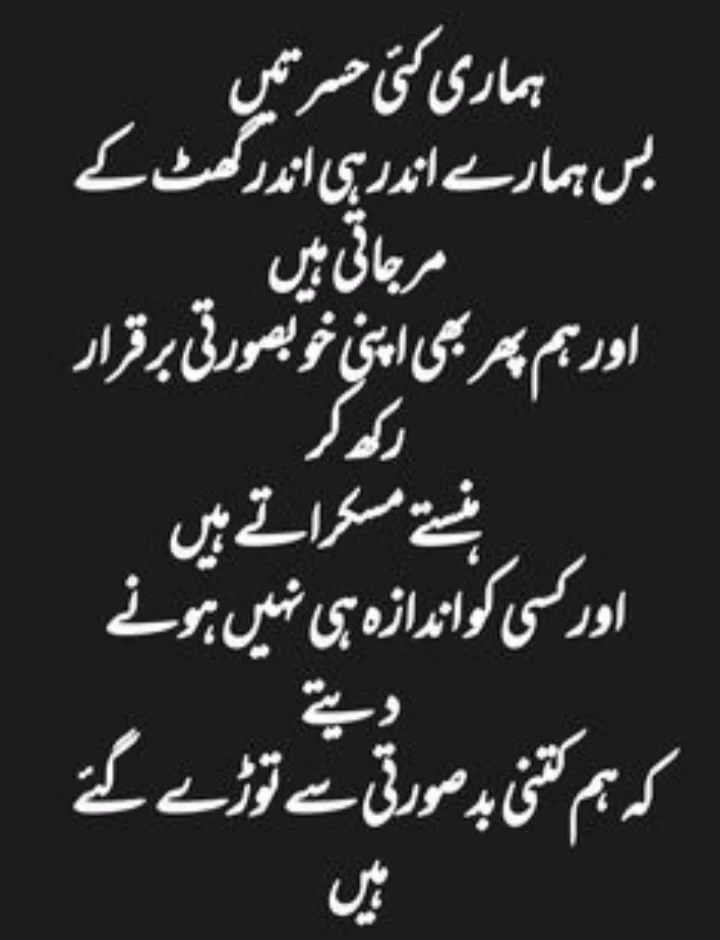 ہماری کئی حسرتیں
بس ہمارے اندر ہی اندر گھٹ کے
مر جاتی ہیں
اور ہم پھر بھی اپنی خوبصورتی برقرار
رکھ کر
ہنستے مسکراتے ہیں
اور کسی کو اندازہ ہی نہیں ہونے
دیتے
کہ ہم کتنی بدصورتی سے توڑے گئے
ہیں